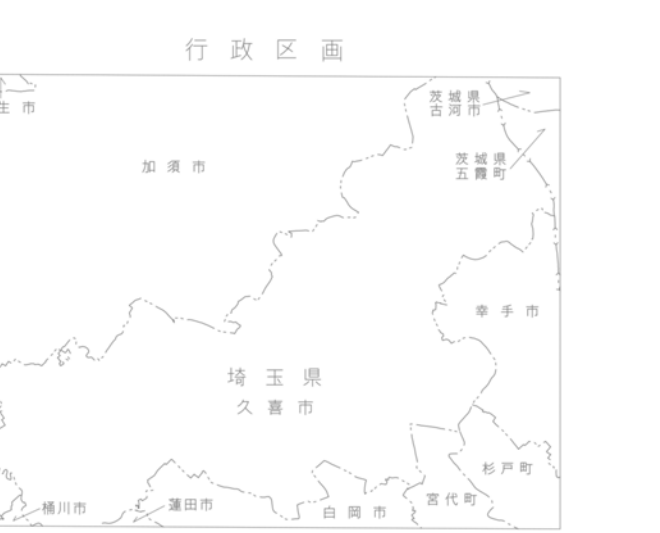 行政区画
生市
茨城県
古河市
加須市
茨城県
五霞町
幸手市
埼玉県
久喜市
杉戸町
桶川市
蓮田市
白岡市
宮代町